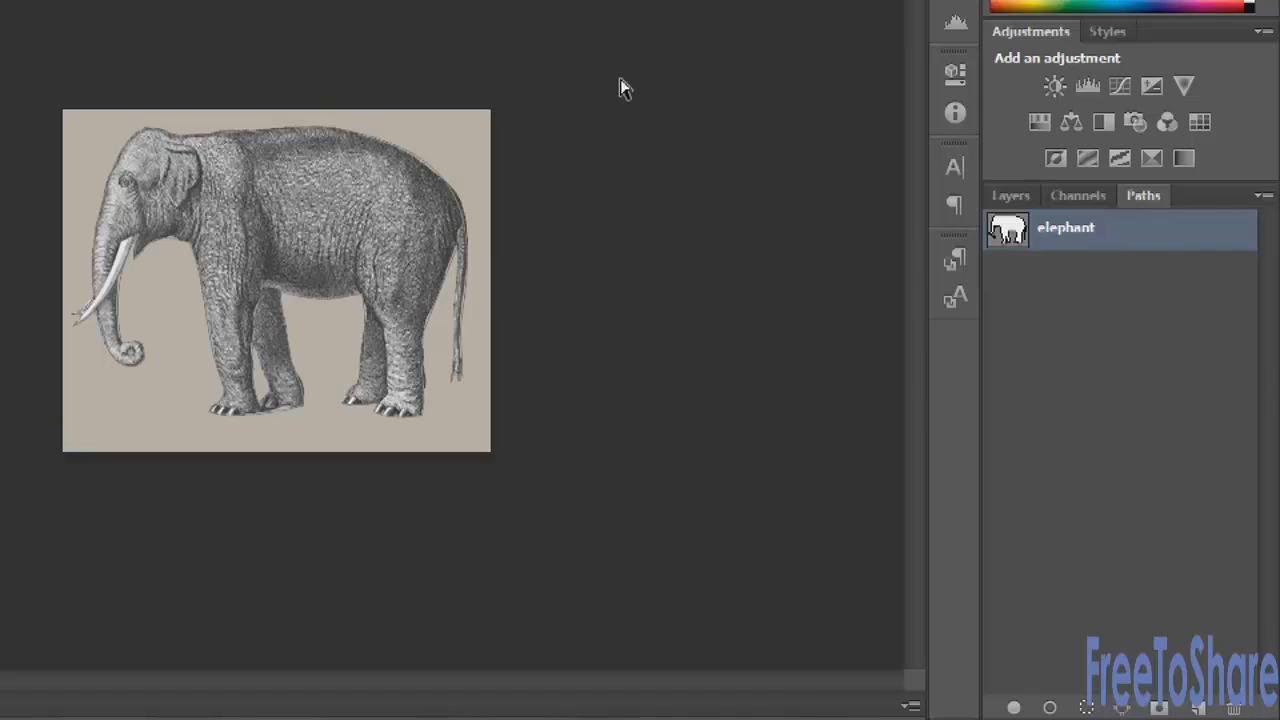 Adjustments Styles
Add an adjustment
A
Layers Channels Paths
elephant
A
FreeToShare